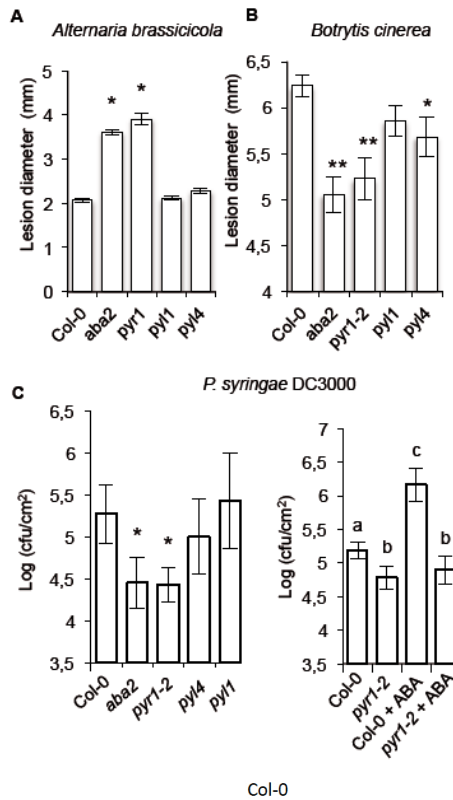 A
Alternaria brassicicola
Lesion diameter (mm)
5
4
3
2
1
0
*
*
Col-0
aba2
pyr1
pyl1
pyl4
B
Botrytis cinerea
Lesion diameter (mm)
6,5
6
5,5
5
4,5
4
**
**
*
Col-0
aba2
pyr1-2
pyl1
pyl4
C
P. syringae DC3000
Log (cfu/cm²)
6,5
6
5,5
5
4,5
4
3,5
*
*
Col-0
aba2
pyr1-2
pyl4
pyl1
Log (cfu/cm²)
7
6,5
6
5,5
5
4,5
4
3,5
a
b
c
b
Col-0
pyr1-2
Col-0 + ABA
pyr1-2 + ABA
Col-0